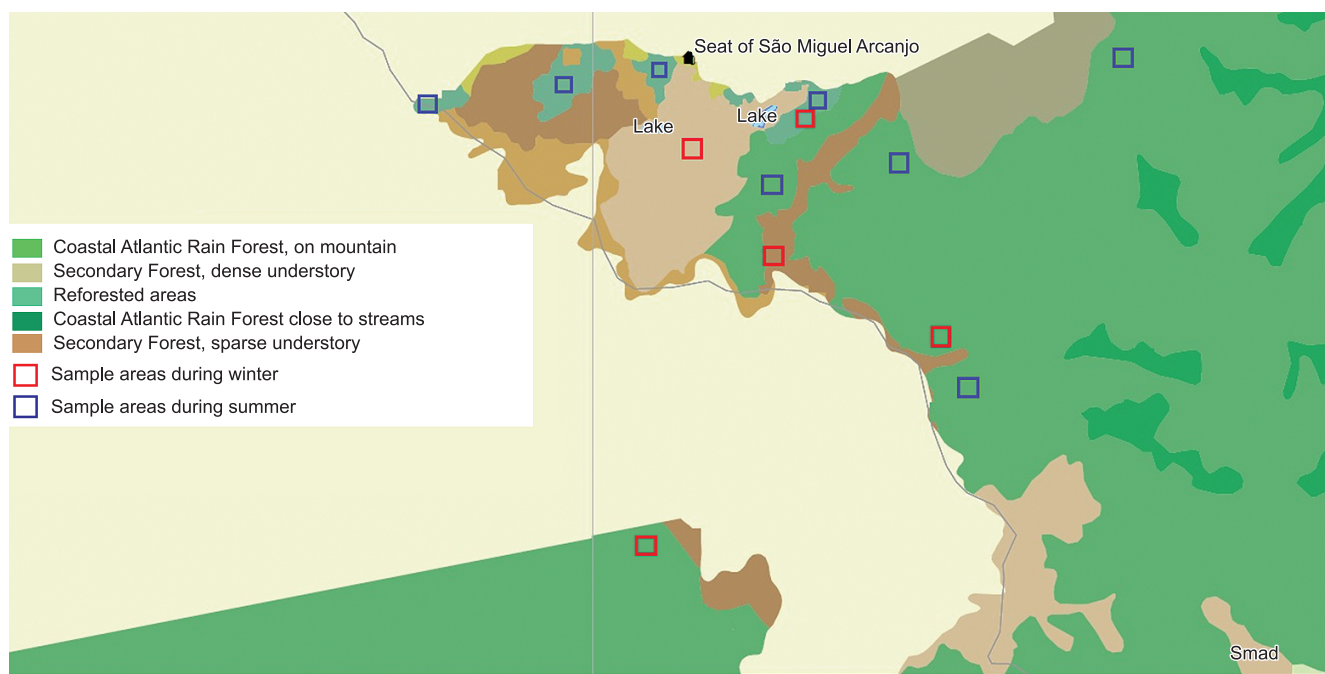 Seat of São Miguel Arcanjo
Lake
Lake
Coastal Atlantic Rain Forest, on mountain
Secondary Forest, dense understory
Reforested areas
Coastal Atlantic Rain Forest close to streams
Secondary Forest, sparse understory
Sample areas during winter
Sample areas during summer
Smad